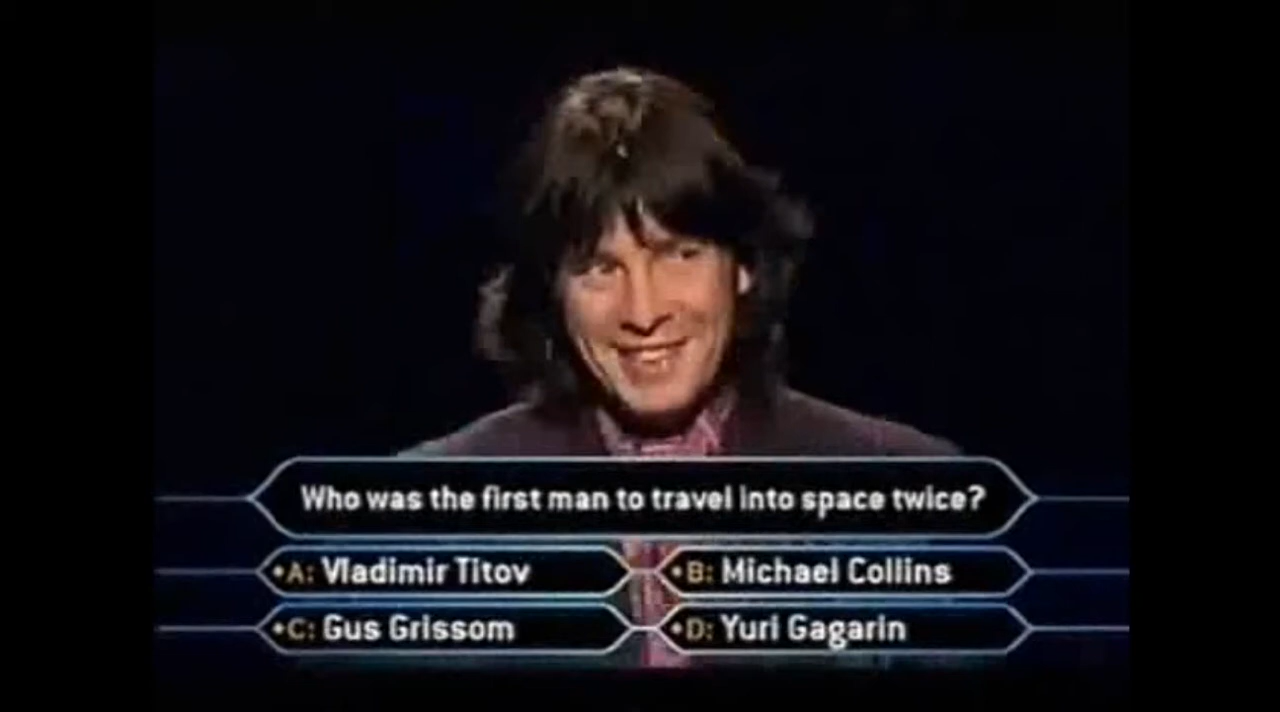 Who was the first man to travel into space twice?
•A: Vladimir Titov
•B: Michael Collins
•C: Gus Grissom
•D: Yuri Gagarin